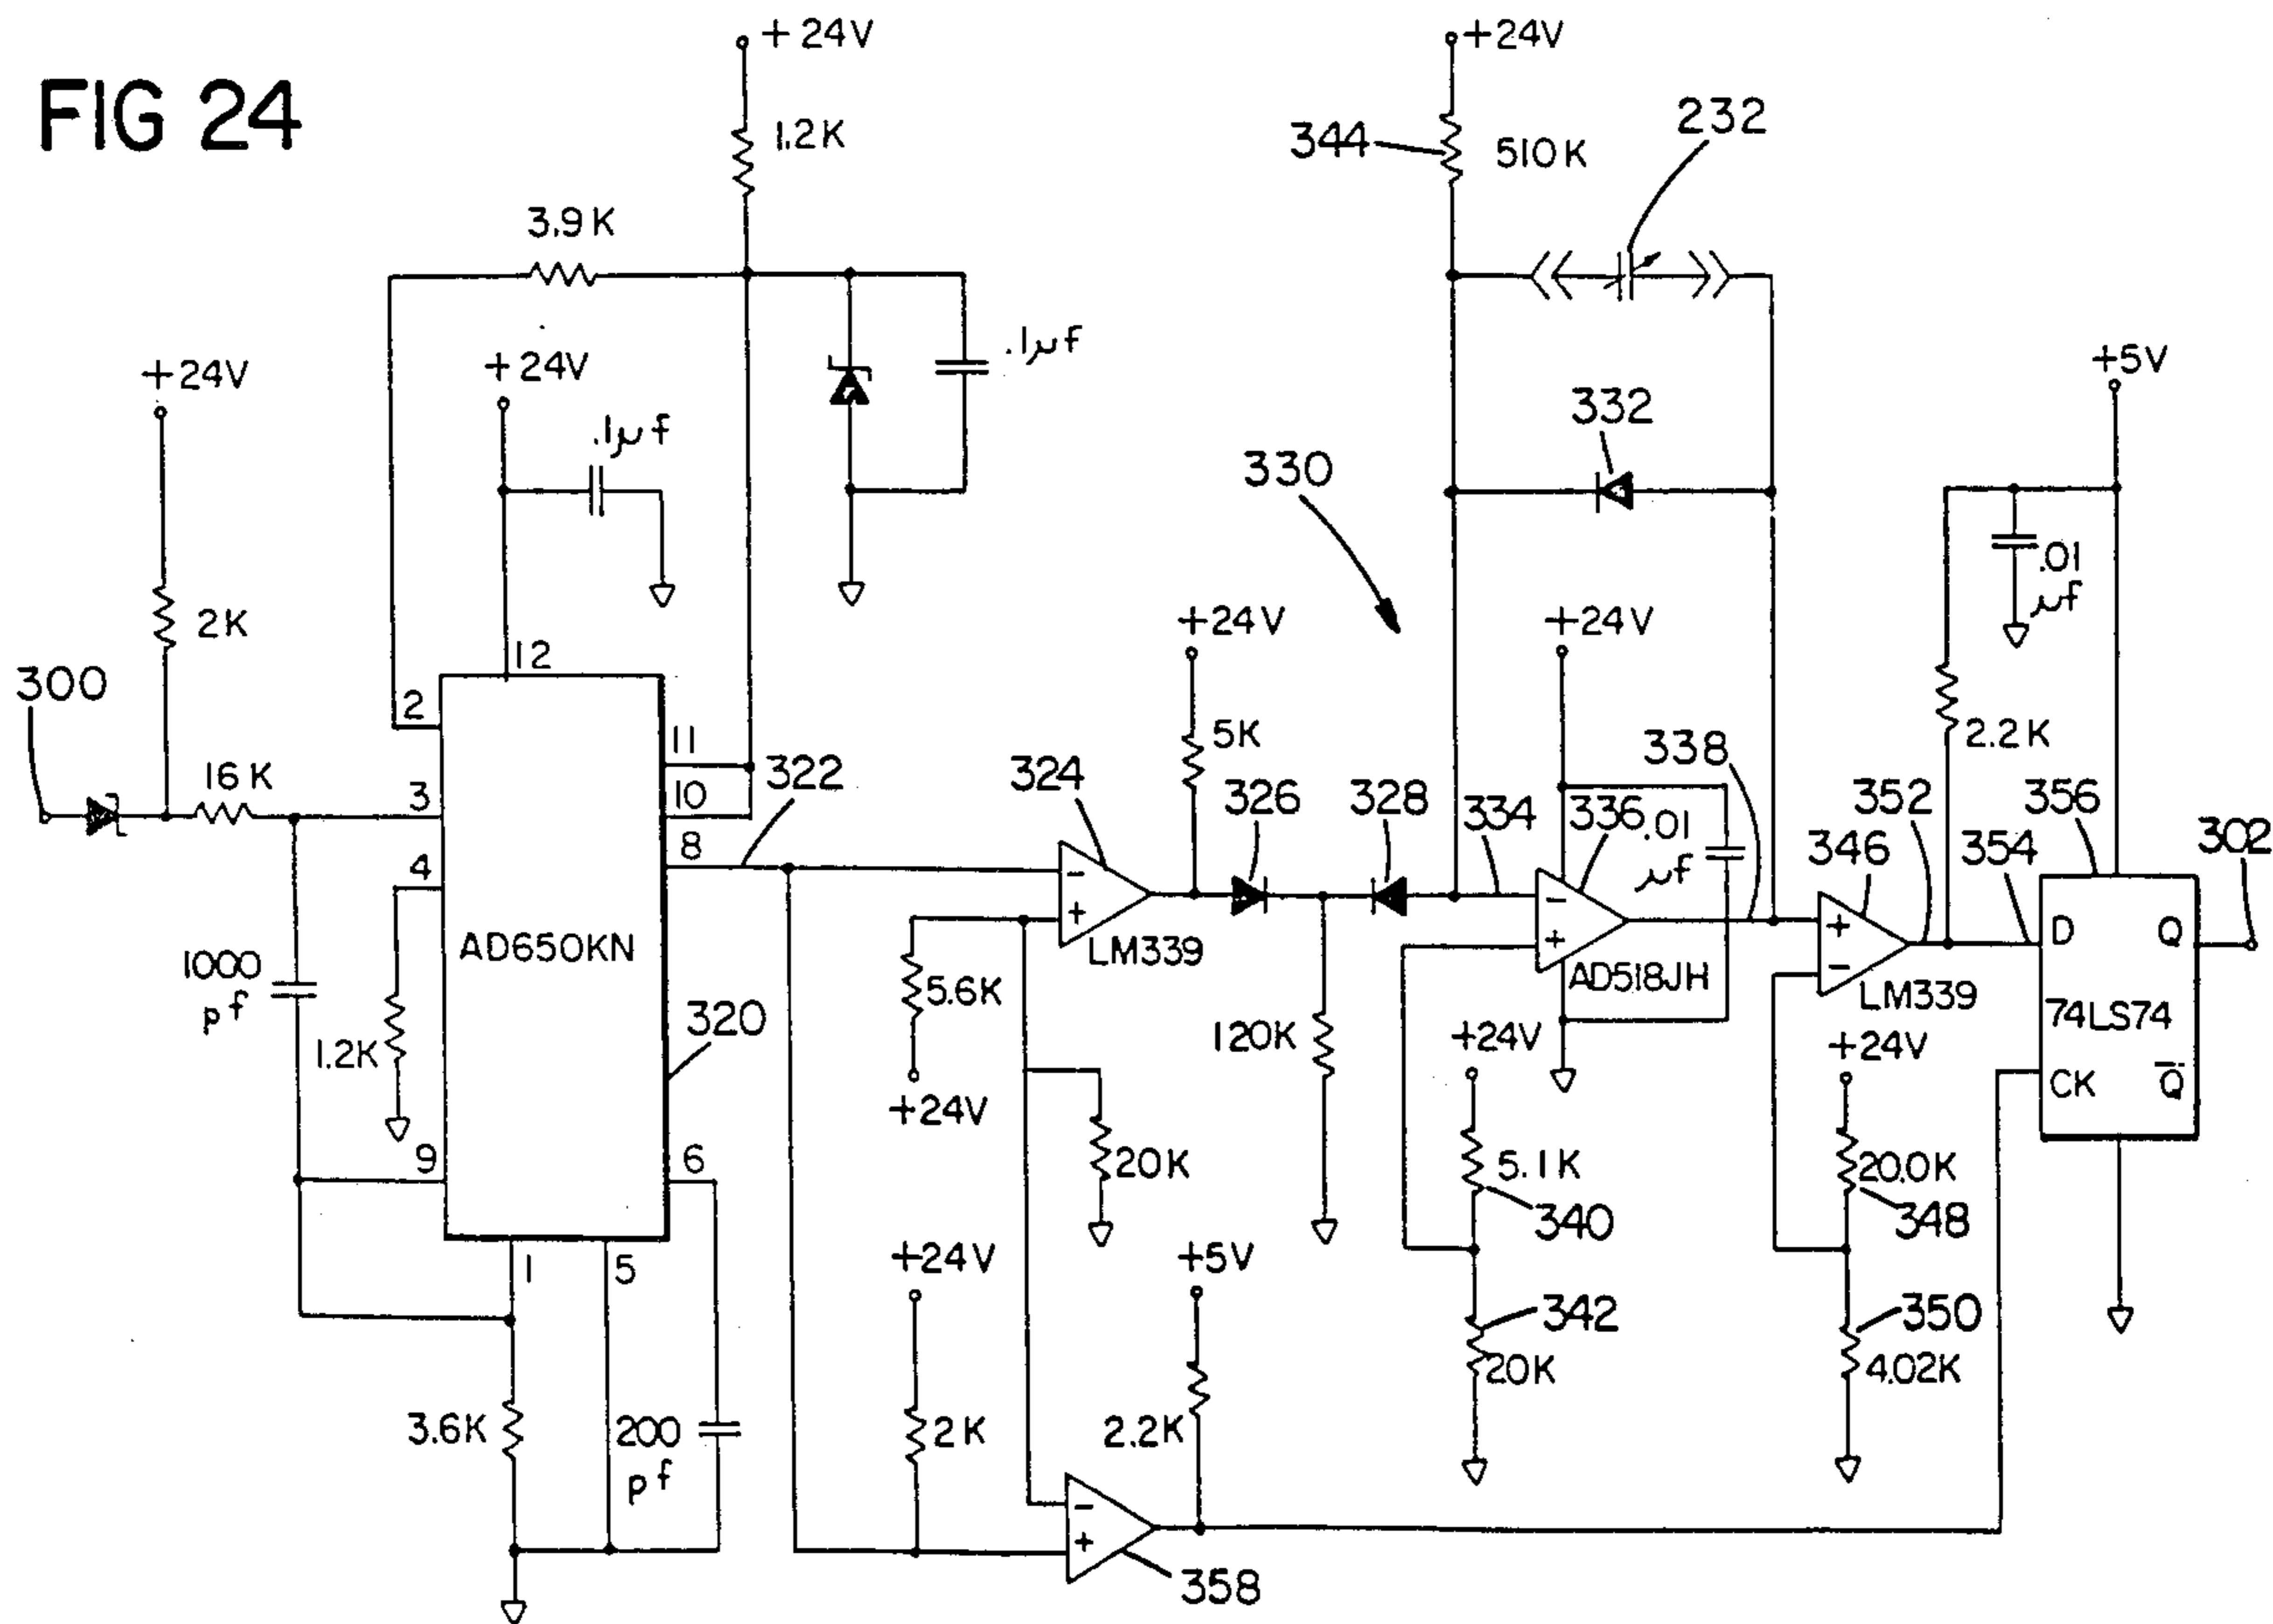 FIG 24
+24V
1.2K
3.9K
+24V
.1µf
.1µf
+24V
2K
300
16K
12
2
3
4
9
11
10
8
6
1
5
AD650KN
320
322
1000
pf
1.2K
3.6K
200
pf
+24V
344
510K
232
332
330
+5V
.01
µf
2.2K
+24V
5K
324
326
328
334
-
+
LM339
5.6K
+24V
20K
120K
+24V
336
.01
µf
338
-
+
AD518JH
+24V
5.1K
340
342
20K
346
352
354
356
302
+
-
LM339
+24V
20.0K
348
350
4.02K
D
Q
74LS74
CK
Q̅
+24V
2K
+5V
2.2K
-
+
358